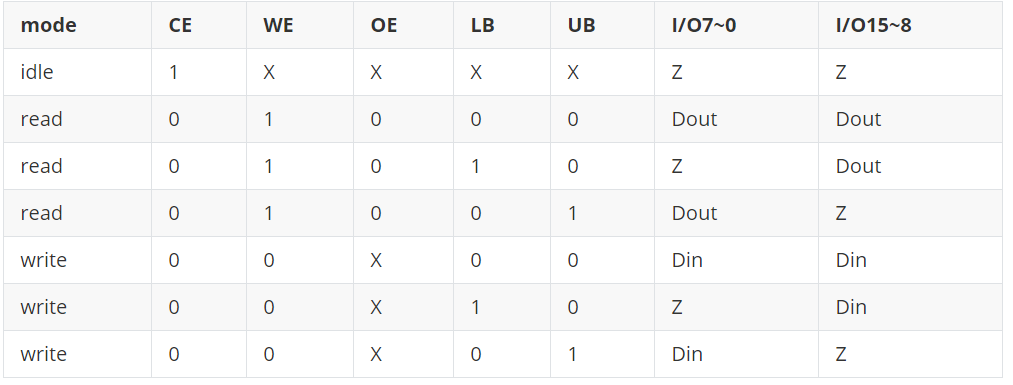 mode CE WE OE LB UB I/O7~0 I/O15~8
idle 1 X X X X Z Z
read 0 1 0 0 0 Dout Dout
read 0 1 0 1 0 Z Dout
read 0 1 0 0 1 Dout Z
write 0 0 X 0 0 Din Din
write 0 0 X 1 0 Z Din
write 0 0 X 0 1 Din Z